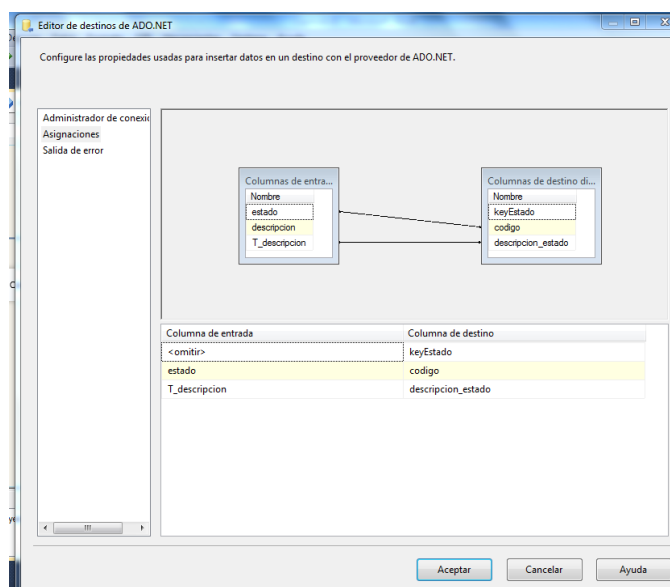 Editor de destinos de ADO.NET
Configure las propiedades usadas para insertar datos en un destino con el proveedor de ADO.NET.
Administrador de conexi
Asignaciones
Salida de error
Columnas de entra...
Nombre
estado
descripcion
T_descripcion
Columnas de destino di...
Nombre
keyEstado
codigo
descripcion_estado
Columna de entrada Columna de destino
<omitir> keyEstado
estado codigo
T_descripcion descripcion_estado
Aceptar Cancelar Ayuda